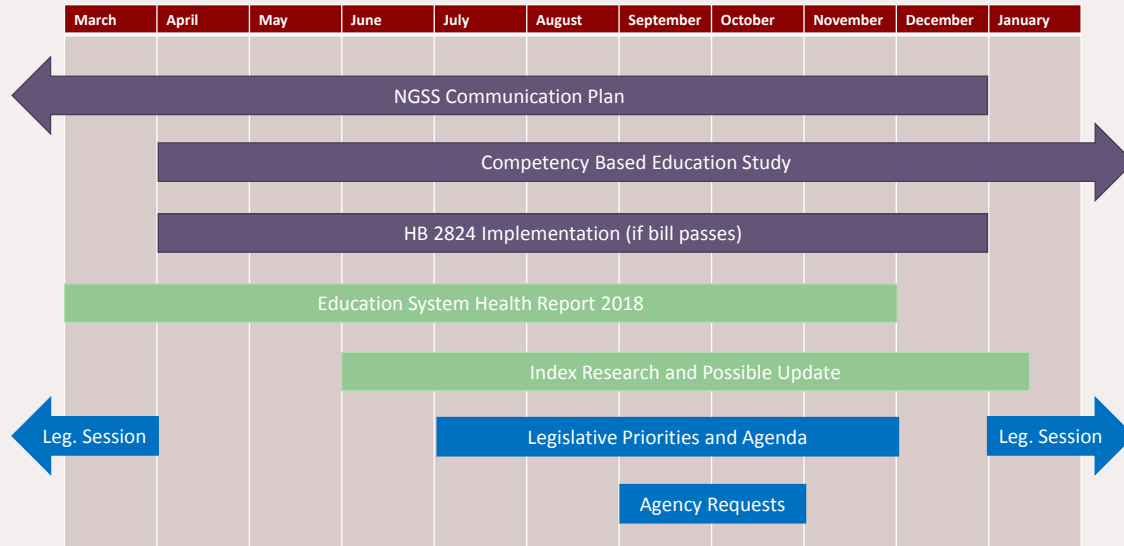 March April May June July August September October November December January
NGSS Communication Plan
Competency Based Education Study
HB 2824 Implementation (if bill passes)
Education System Health Report 2018
Index Research and Possible Update
Leg. Session Legislative Priorities and Agenda Leg. Session
Agency Requests